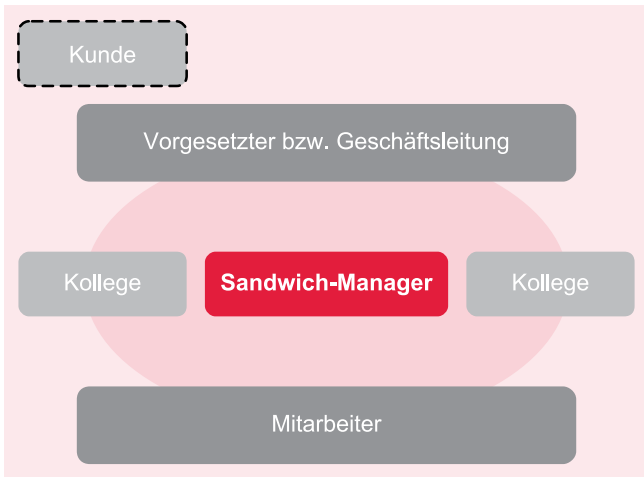 Kunde
Vorgesetzter bzw. Geschäftsleitung
Kollege
Sandwich-Manager
Kollege
Mitarbeiter